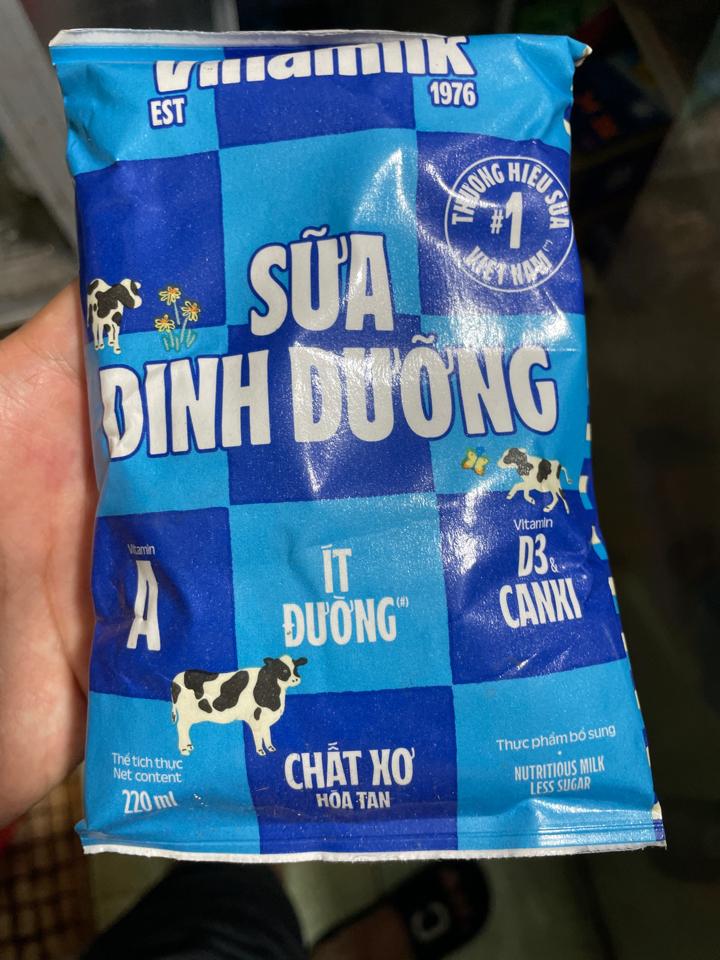 Vinamilk
EST 1976
THƯƠNG HIỆU SỮA
#1
VIỆT NAM(**)
SỮA
DINH DƯỠNG
Vitamin
A
ÍT
ĐƯỜNG(#)
Vitamin
D3 &
CANXI
CHẤT XƠ
HÒA TAN
Thể tích thực
Net content
220 ml
Thực phẩm bổ sung
NUTRITIOUS MILK
LESS SUGAR